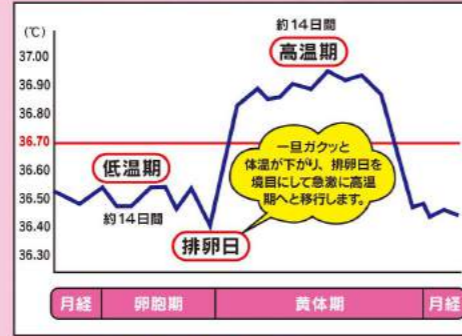 (℃)
37.00
36.90
36.80
36.70
36.60
36.50
36.40
36.30
約14日間
高温期
低温期
約14日間
排卵日
一旦ガクッと
体温が下がり、排卵日を
境目にして急激に高温
期へと移行します。
月経 卵胞期 黄体期 月経